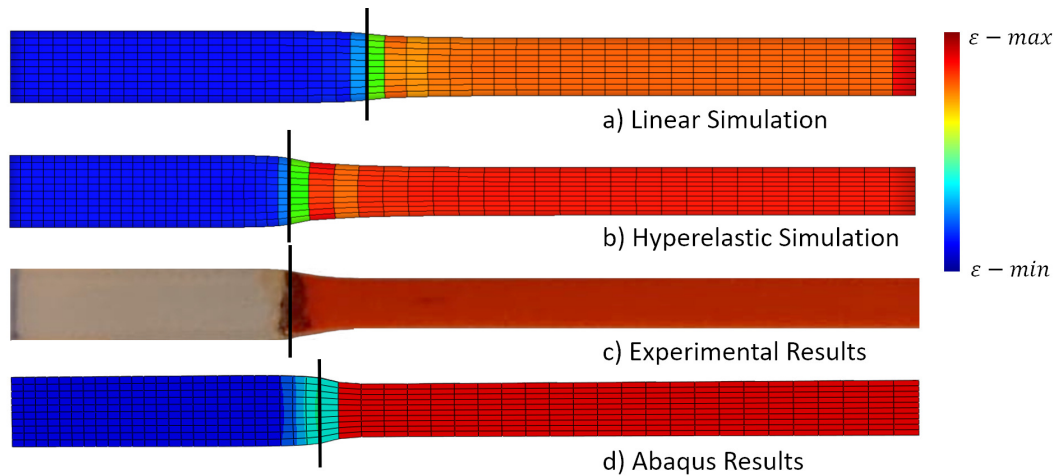 ε − max
a) Linear Simulation
b) Hyperelastic Simulation
ε − min
c) Experimental Results
d) Abaqus Results